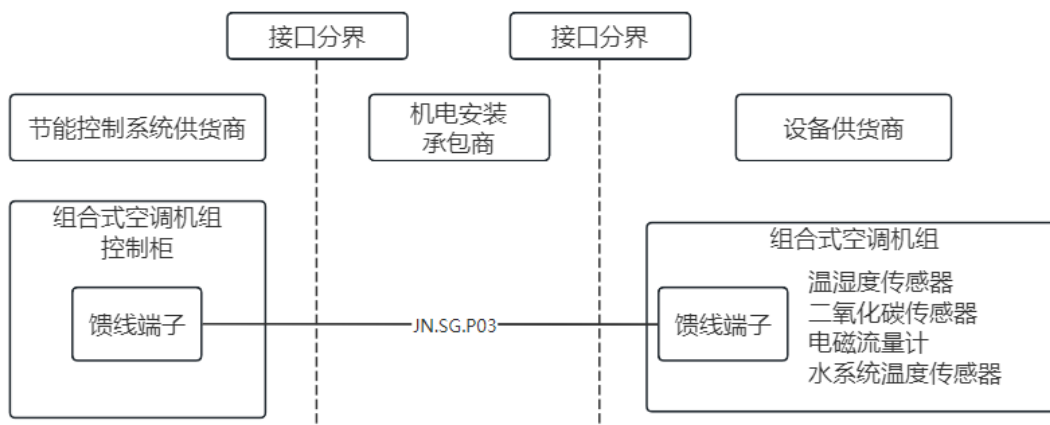 接口分界
接口分界
节能控制系统供货商
机电安装
承包商
设备供货商
组合式空调机组
控制柜
馈线端子
JN.SG.P03
组合式空调机组
馈线端子
温湿度传感器
二氧化碳传感器
电磁流量计
水系统温度传感器